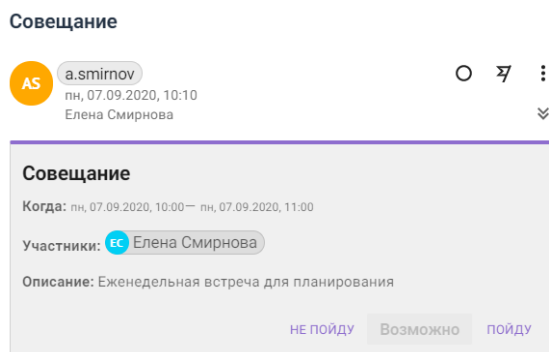 Совещание
AS
a.smirnov
пн, 07.09.2020, 10:10
Елена Смирнова
Совещание
Когда: пн, 07.09.2020, 10:00— пн, 07.09.2020, 11:00
Участники: ЕС Елена Смирнова
Описание: Еженедельная встреча для планирования
НЕ ПОЙДУ Возможно ПОЙДУ